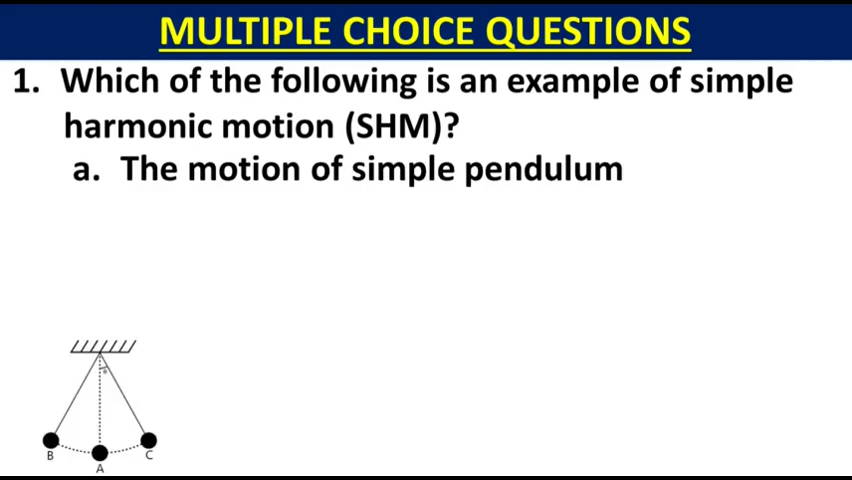 MULTIPLE CHOICE QUESTIONS
1. Which of the following is an example of simple
harmonic motion (SHM)?
a. The motion of simple pendulum
B
A
C